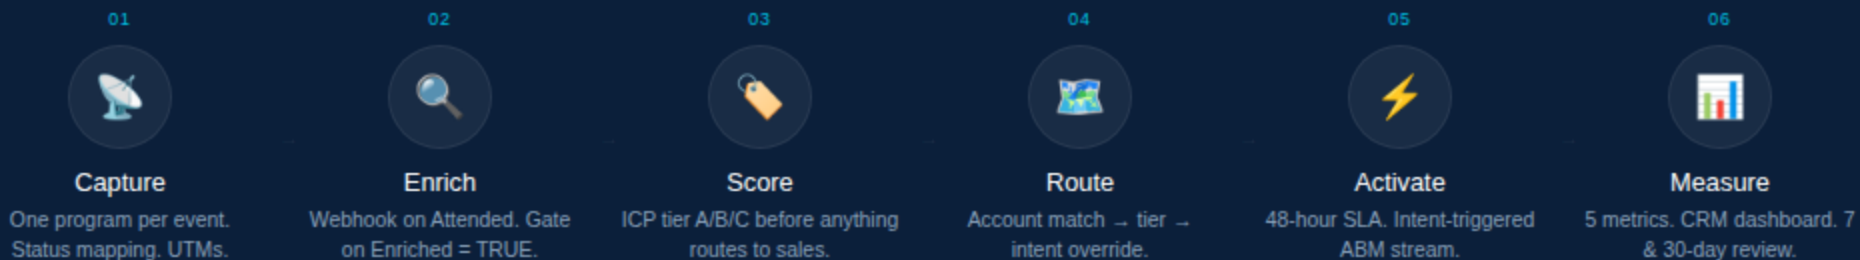 01
Capture
One program per event.
Status mapping. UTMs.
02
Enrich
Webhook on Attended. Gate
on Enriched = TRUE.
03
Score
ICP tier A/B/C before anything
routes to sales.
04
Route
Account match → tier →
intent override.
05
Activate
48-hour SLA. Intent-triggered
ABM stream.
06
Measure
5 metrics. CRM dashboard. 7
& 30-day review.